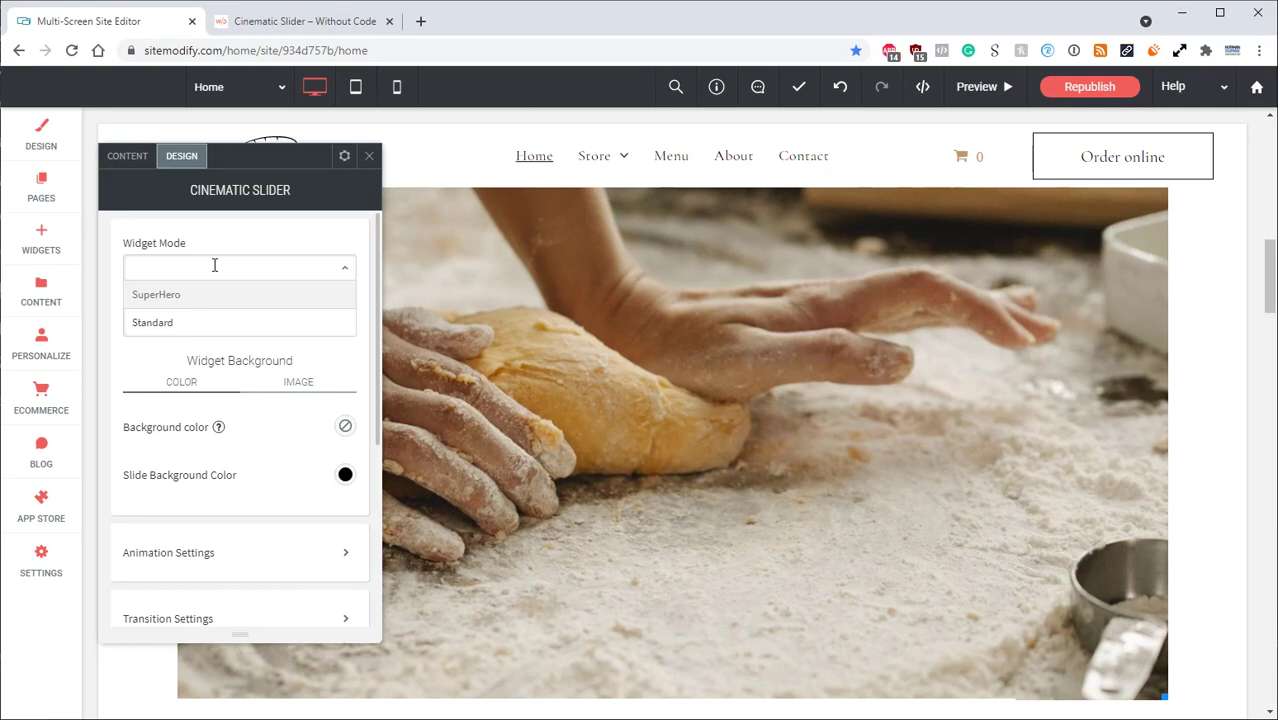 Multi-Screen Site Editor
Cinematic Slider – Without Code
sitemodify.com/home/site/934d757b/home
14
15
Home
Preview
Republish
Help
DESIGN
PAGES
WIDGETS
CONTENT
PERSONALIZE
ECOMMERCE
BLOG
APP STORE
SETTINGS
Home
Store
Menu
About
Contact
0
Order online
CONTENT
DESIGN
CINEMATIC SLIDER
Widget Mode
SuperHero
Standard
Widget Background
COLOR
IMAGE
Background color ?
Slide Background Color
Animation Settings
Transition Settings